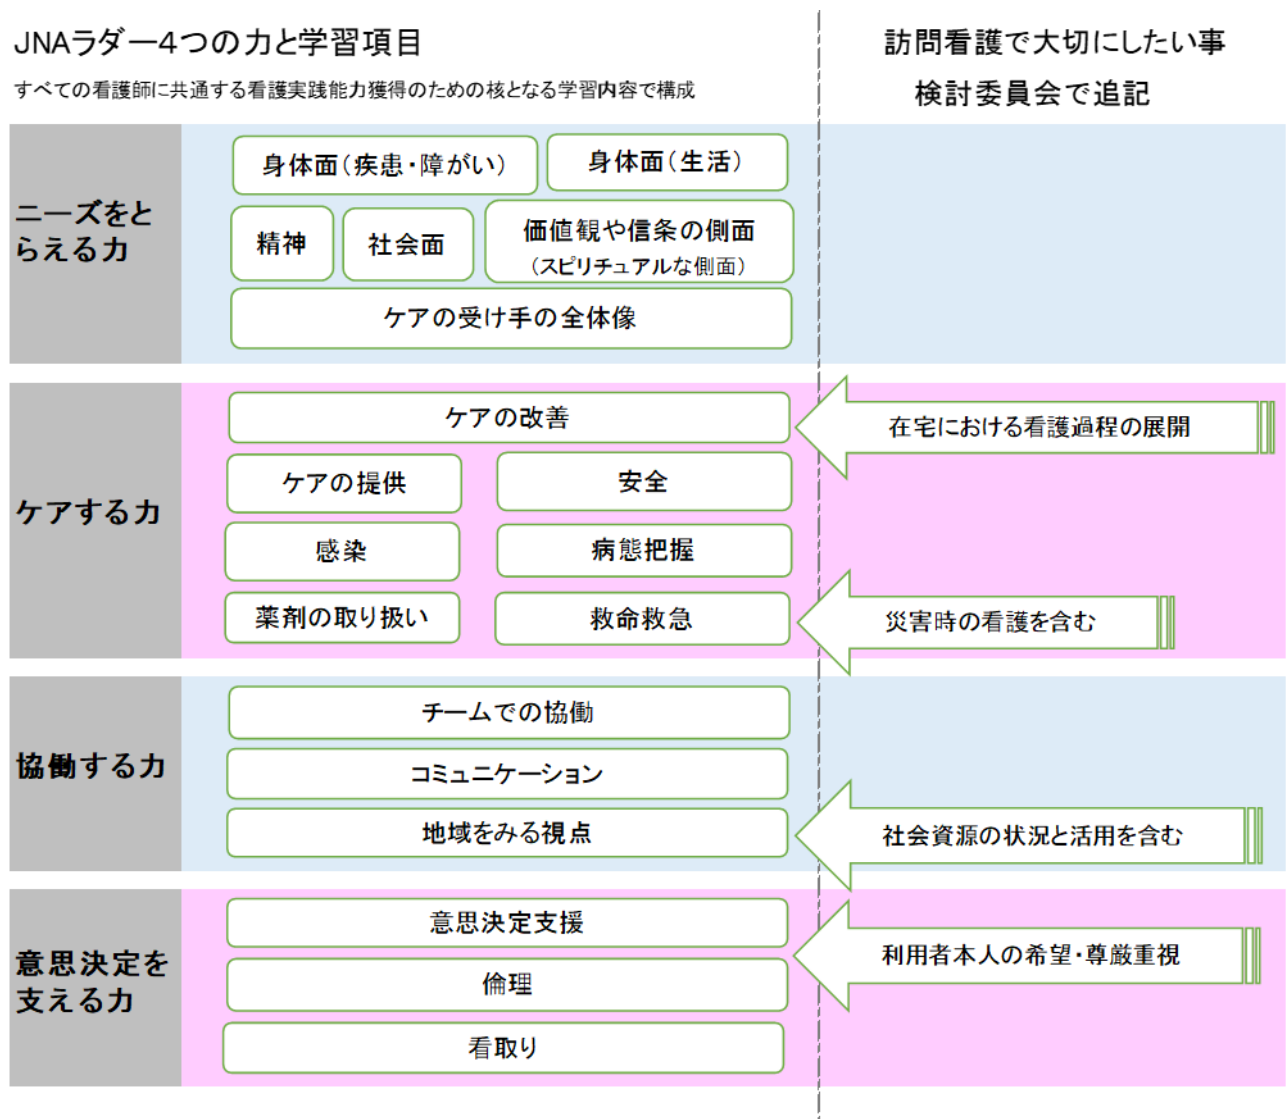 JNAラダー4つの力と学習項目
すべての看護師に共通する看護実践能力獲得のための核となる学習内容で構成
訪問看護で大切にしたい事
検討委員会で追記
ニーズをと
らえる力
身体面(疾患・障がい)
身体面(生活)
精神
社会面
価値観や信条の側面
(スピリチュアルな側面)
ケアの受け手の全体像
ケアする力
ケアの改善
在宅における看護過程の展開
ケアの提供
安全
感染
病態把握
薬剤の取り扱い
救命救急
災害時の看護を含む
協働する力
チームでの協働
コミュニケーション
地域をみる視点
社会資源の状況と活用を含む
意思決定を
支える力
意思決定支援
利用者本人の希望・尊厳重視
倫理
看取り